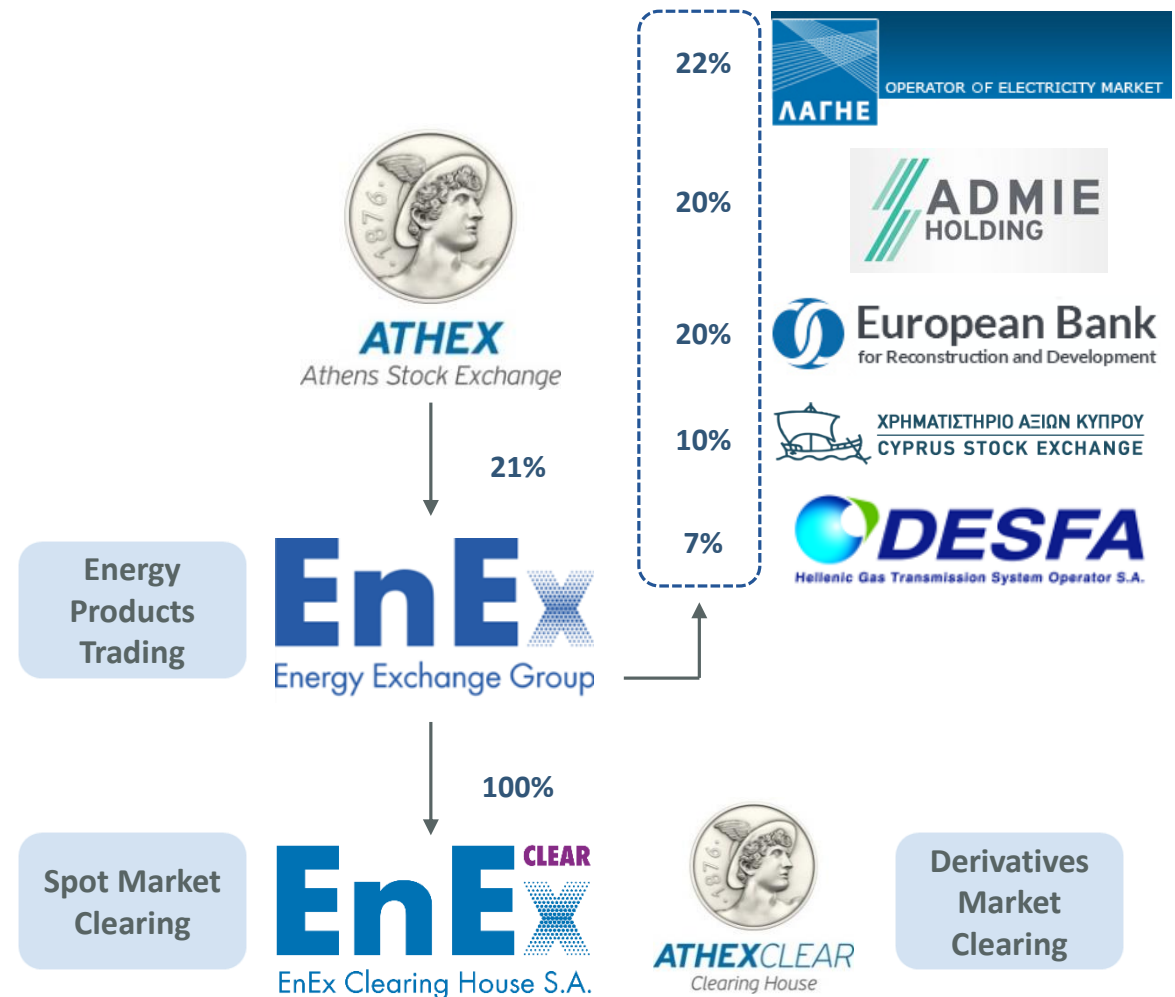 22%
ΛΑΓΗΕ
OPERATOR OF ELECTRICITY MARKET
·1876·
ATHEX
Athens Stock Exchange
20%
ADMIE
HOLDING
20%
European Bank
for Reconstruction and Development
10%
ΧΡΗΜΑΤΙΣΤΗΡΙΟ ΑΞΙΩΝ ΚΥΠΡΟΥ
CYPRUS STOCK EXCHANGE
7%
DESFA
Hellenic Gas Transmission System Operator S.A.
21%
Energy
Products
Trading
EnEx
Energy Exchange Group
100%
Spot Market
Clearing
EnEx
CLEAR
EnEx Clearing House S.A.
·1876·
ATHEXCLEAR
Clearing House
Derivatives
Market
Clearing